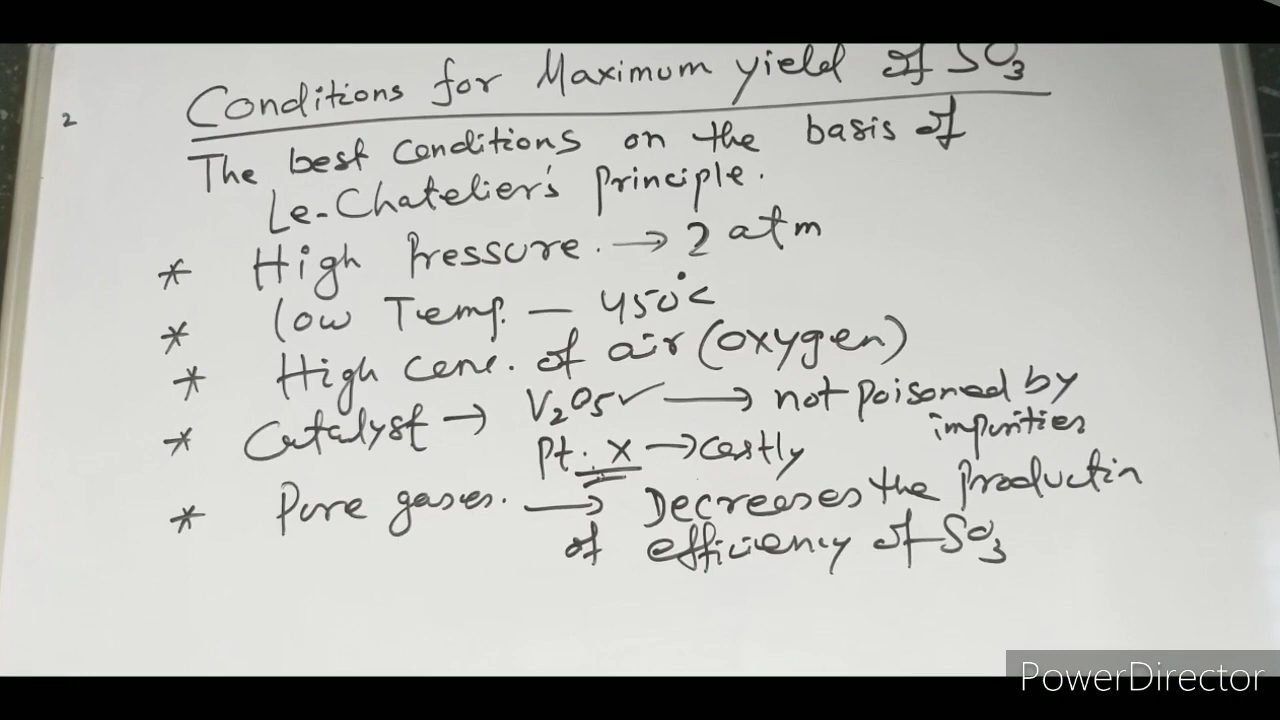 2
Conditions for Maximum yield of SO3
The best conditions on the basis of
Le-Chatelier's principle.
* High Pressure. → 2 atm
* low Temp. — 450°C
* High conc. of air (oxygen)
* Catalyst → V2O5 ✓ → not poisoned by
impurities
Pt. X → costly
* Pure gases. → Decreases the Productin
of efficiency of SO3
PowerDirector